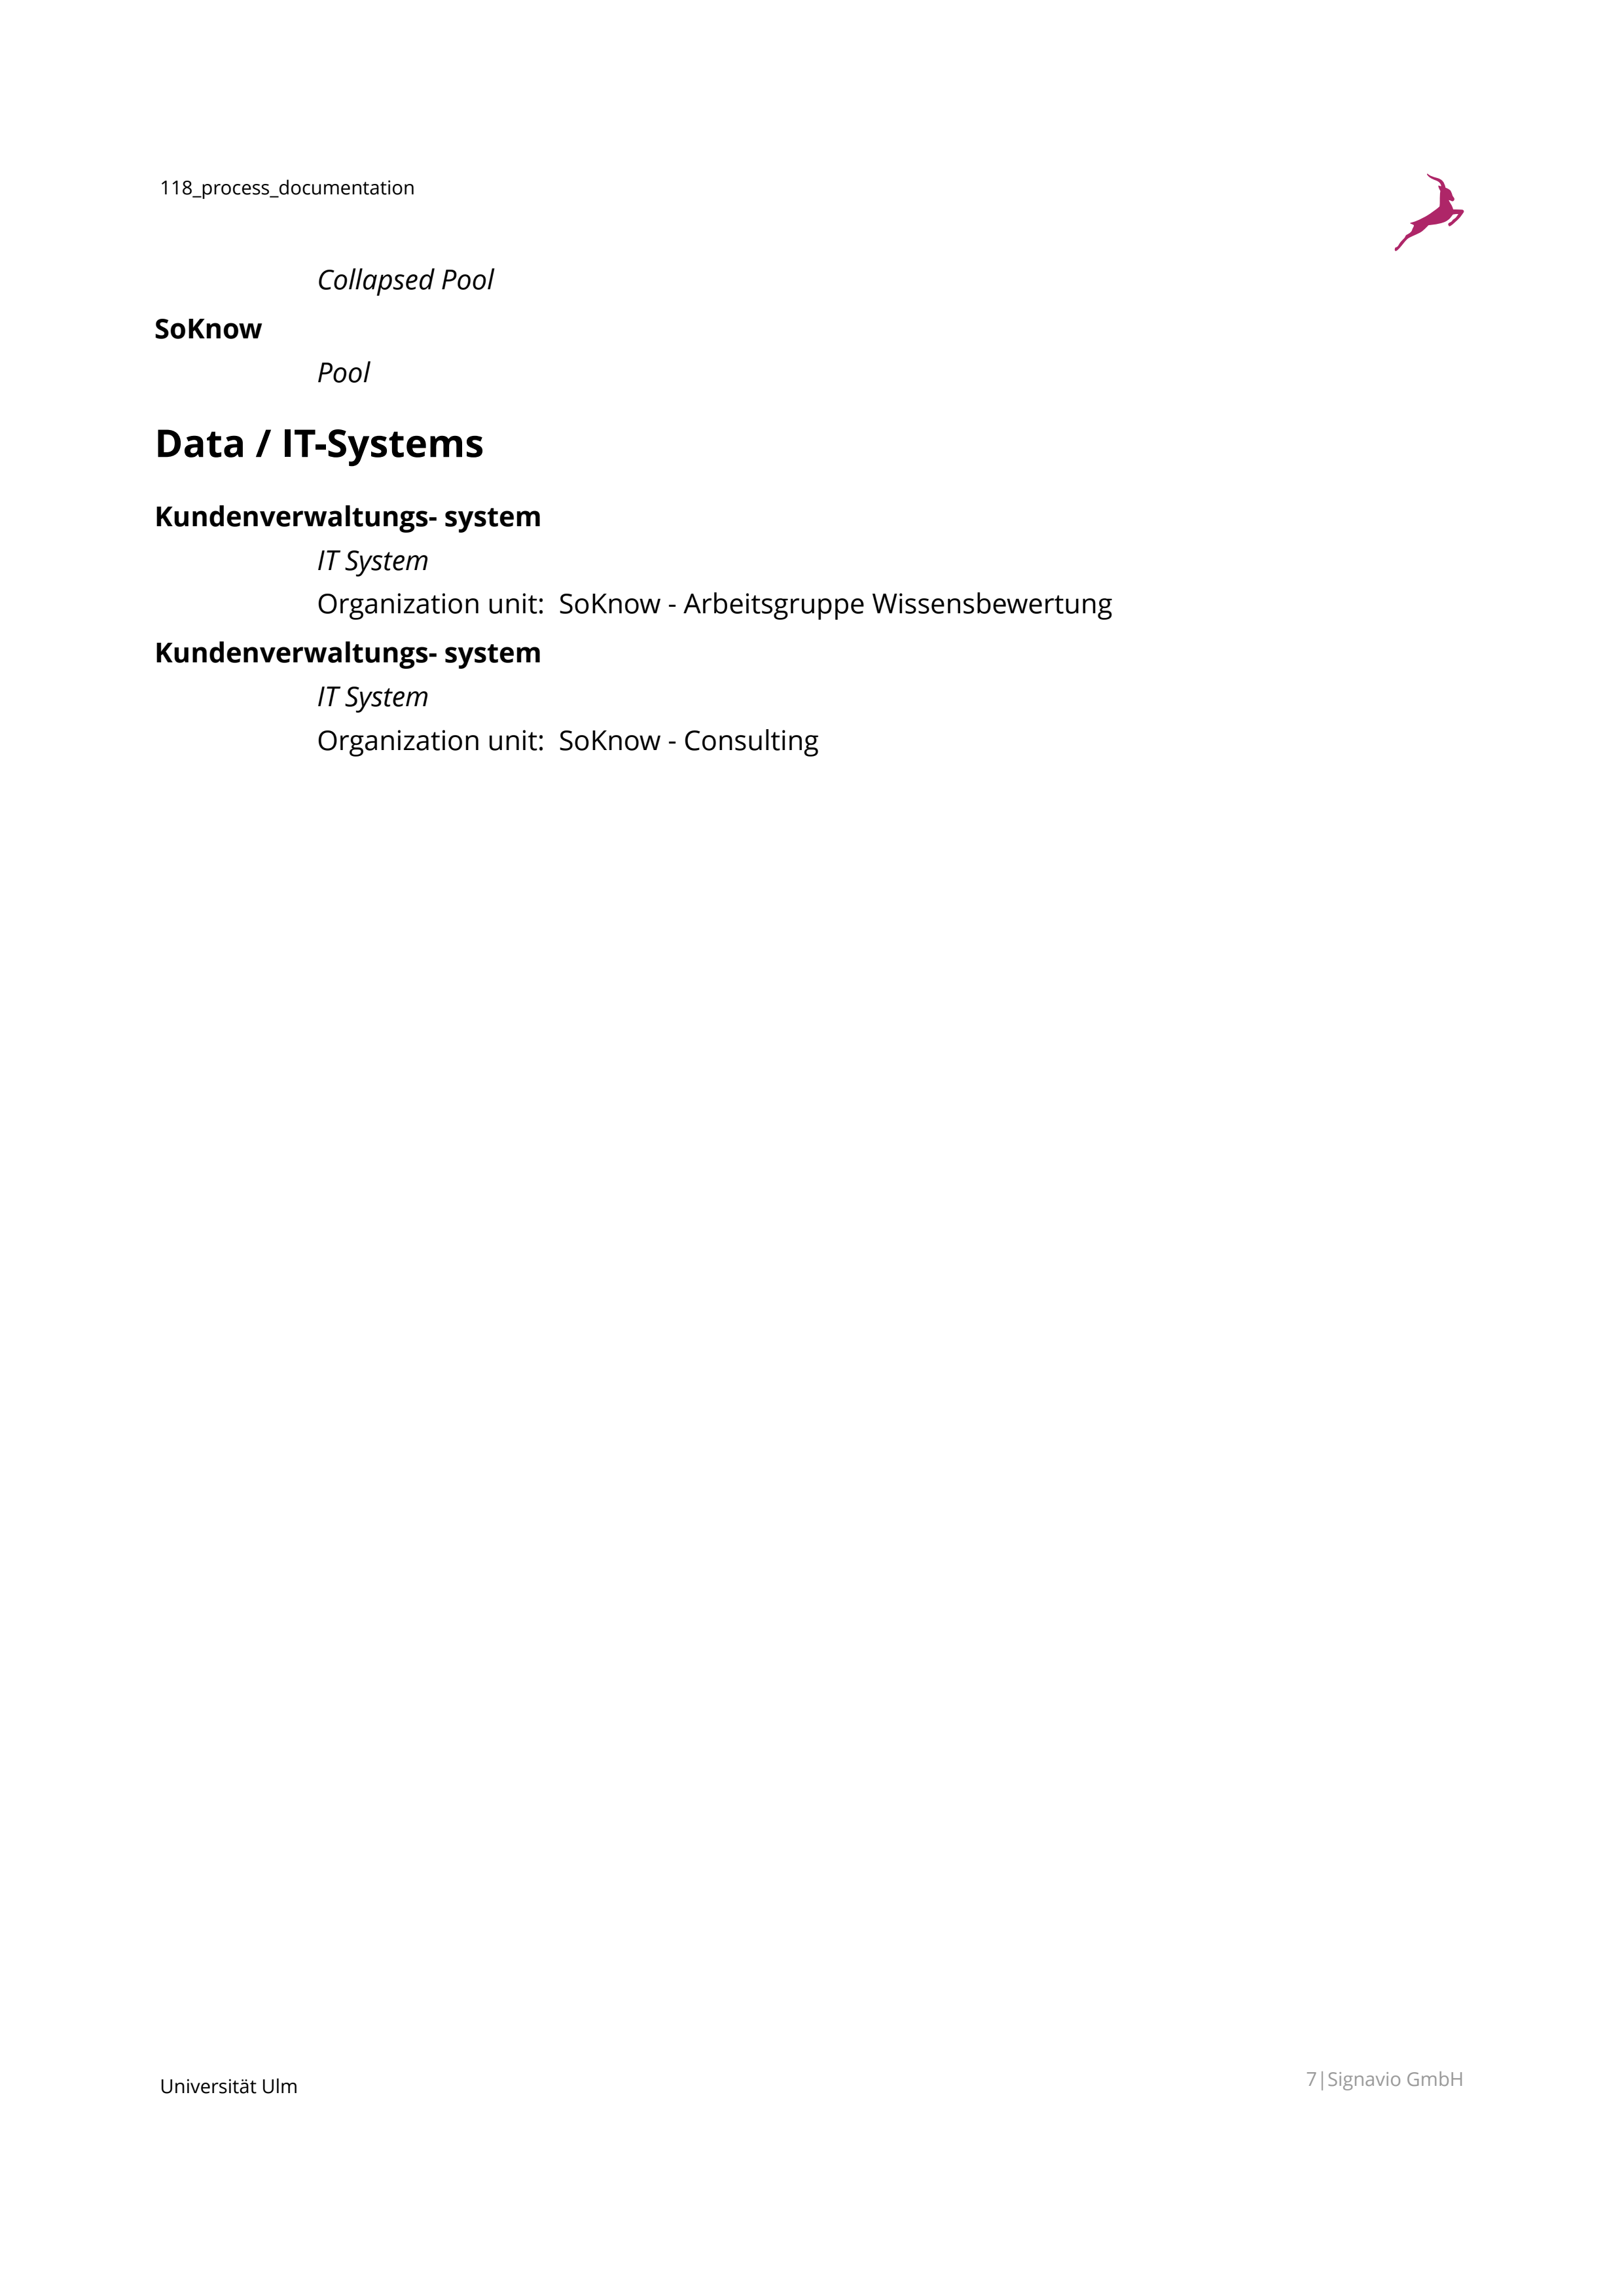 118_process_documentation
Collapsed Pool
SoKnow
Pool
Data / IT-Systems
Kundenverwaltungs- system
IT System
Organization unit:  SoKnow - Arbeitsgruppe Wissensbewertung
Kundenverwaltungs- system
IT System
Organization unit:  SoKnow - Consulting
Universität Ulm
7|Signavio GmbH